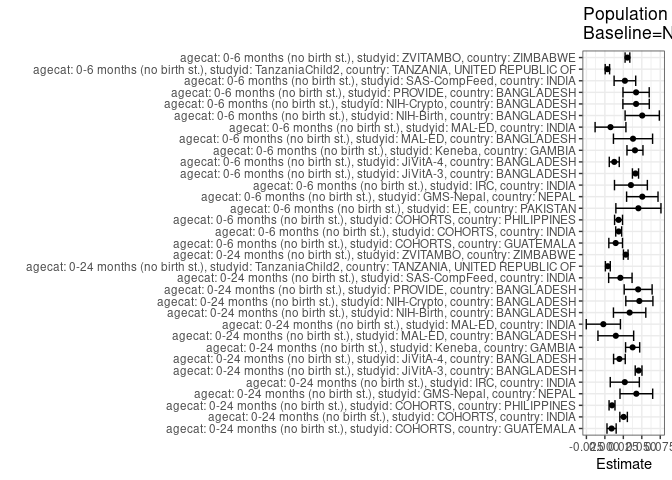 Population
Baseline=N
agecat: 0-6 months (no birth st.), studyid: ZVITAMBO, country: ZIMBABWE
agecat: 0-6 months (no birth st.), studyid: TanzaniaChild2, country: TANZANIA, UNITED REPUBLIC OF
agecat: 0-6 months (no birth st.), studyid: SAS-CompFeed, country: INDIA
agecat: 0-6 months (no birth st.), studyid: PROVIDE, country: BANGLADESH
agecat: 0-6 months (no birth st.), studyid: NIH-Crypto, country: BANGLADESH
agecat: 0-6 months (no birth st.), studyid: NIH-Birth, country: BANGLADESH
agecat: 0-6 months (no birth st.), studyid: MAL-ED, country: INDIA
agecat: 0-6 months (no birth st.), studyid: MAL-ED, country: BANGLADESH
agecat: 0-6 months (no birth st.), studyid: Keneba, country: GAMBIA
agecat: 0-6 months (no birth st.), studyid: JiVitA-4, country: BANGLADESH
agecat: 0-6 months (no birth st.), studyid: JiVitA-3, country: BANGLADESH
agecat: 0-6 months (no birth st.), studyid: IRC, country: INDIA
agecat: 0-6 months (no birth st.), studyid: GMS-Nepal, country: NEPAL
agecat: 0-6 months (no birth st.), studyid: EE, country: PAKISTAN
agecat: 0-6 months (no birth st.), studyid: COHORTS, country: PHILIPPINES
agecat: 0-6 months (no birth st.), studyid: COHORTS, country: INDIA
agecat: 0-6 months (no birth st.), studyid: COHORTS, country: GUATEMALA
agecat: 0-24 months (no birth st.), studyid: ZVITAMBO, country: ZIMBABWE
agecat: 0-24 months (no birth st.), studyid: TanzaniaChild2, country: TANZANIA, UNITED REPUBLIC OF
agecat: 0-24 months (no birth st.), studyid: SAS-CompFeed, country: INDIA
agecat: 0-24 months (no birth st.), studyid: PROVIDE, country: BANGLADESH
agecat: 0-24 months (no birth st.), studyid: NIH-Crypto, country: BANGLADESH
agecat: 0-24 months (no birth st.), studyid: NIH-Birth, country: BANGLADESH
agecat: 0-24 months (no birth st.), studyid: MAL-ED, country: INDIA
agecat: 0-24 months (no birth st.), studyid: MAL-ED, country: BANGLADESH
agecat: 0-24 months (no birth st.), studyid: Keneba, country: GAMBIA
agecat: 0-24 months (no birth st.), studyid: JiVitA-4, country: BANGLADESH
agecat: 0-24 months (no birth st.), studyid: JiVitA-3, country: BANGLADESH
agecat: 0-24 months (no birth st.), studyid: IRC, country: INDIA
agecat: 0-24 months (no birth st.), studyid: GMS-Nepal, country: NEPAL
agecat: 0-24 months (no birth st.), studyid: COHORTS, country: PHILIPPINES
agecat: 0-24 months (no birth st.), studyid: COHORTS, country: INDIA
agecat: 0-24 months (no birth st.), studyid: COHORTS, country: GUATEMALA
-0.025 0.000 0.025 0.050 0.075
Estimate